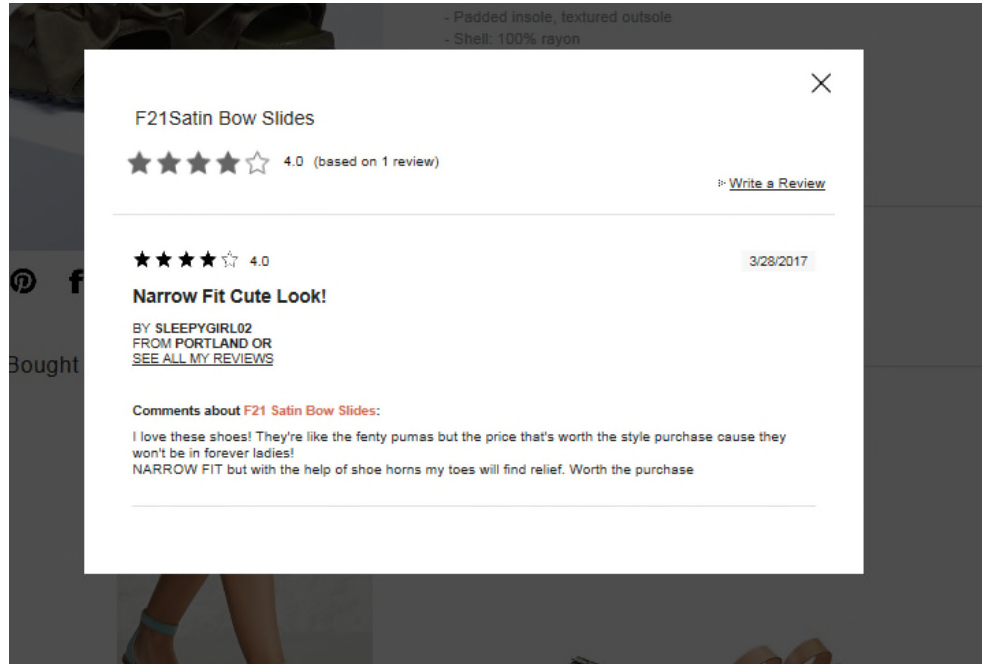 - Padded insole, textured outsole
- Shell: 100% rayon
F21Satin Bow Slides
4.0 (based on 1 review)
Write a Review
4.0
3/28/2017
Narrow Fit Cute Look!
BY SLEEPYGIRL02
FROM PORTLAND OR
SEE ALL MY REVIEWS
Bought
Comments about F21 Satin Bow Slides:
I love these shoes! They're like the fenty pumas but the price that's worth the style purchase cause they
won't be in forever ladies!
NARROW FIT but with the help of shoe horns my toes will find relief. Worth the purchase